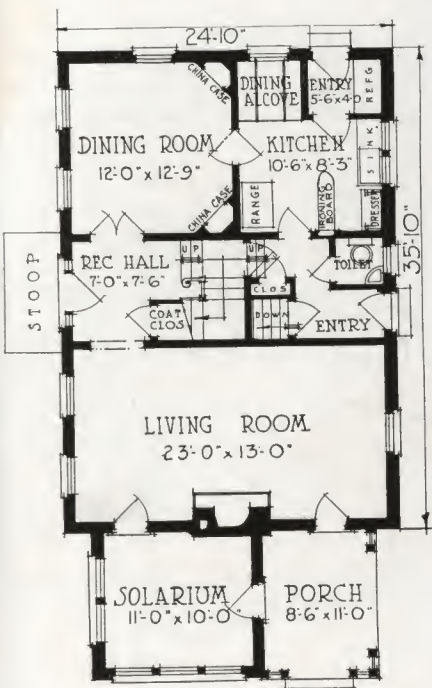 24'-10"
CHINA CASE
DINING
ALCOVE
ENTRY
5'-6"x4'-0
REFG
DINING ROOM
12'-0" x 12'-9"
KITCHEN
10'-6" x 8'-3"
SINK
CHINA CASE
RANGE
IRONING
BOARD
DRESSER
35'-10"
STOOP
REC HALL
7'-0" x 7'-6"
UP
UP
TOILET
CLOS
COAT
CLOS
DOWN
ENTRY
LIVING ROOM
23'-0" x 13'-0"
SOLARIUM
11'-0" x 10'-0"
PORCH
8'-6" x 11'-0"